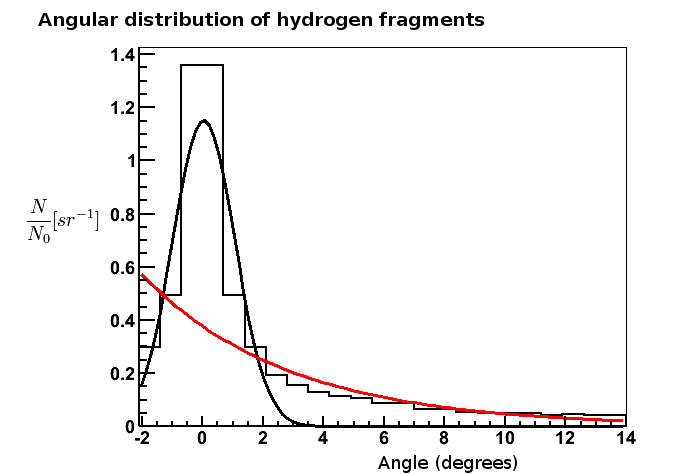 Angular distribution of hydrogen fragments
1.4
1.2
1
0.8
N/N0[sr−1]
0.6
0.4
0.2
0
-2 0 2 4 6 8 10 12 14
Angle (degrees)